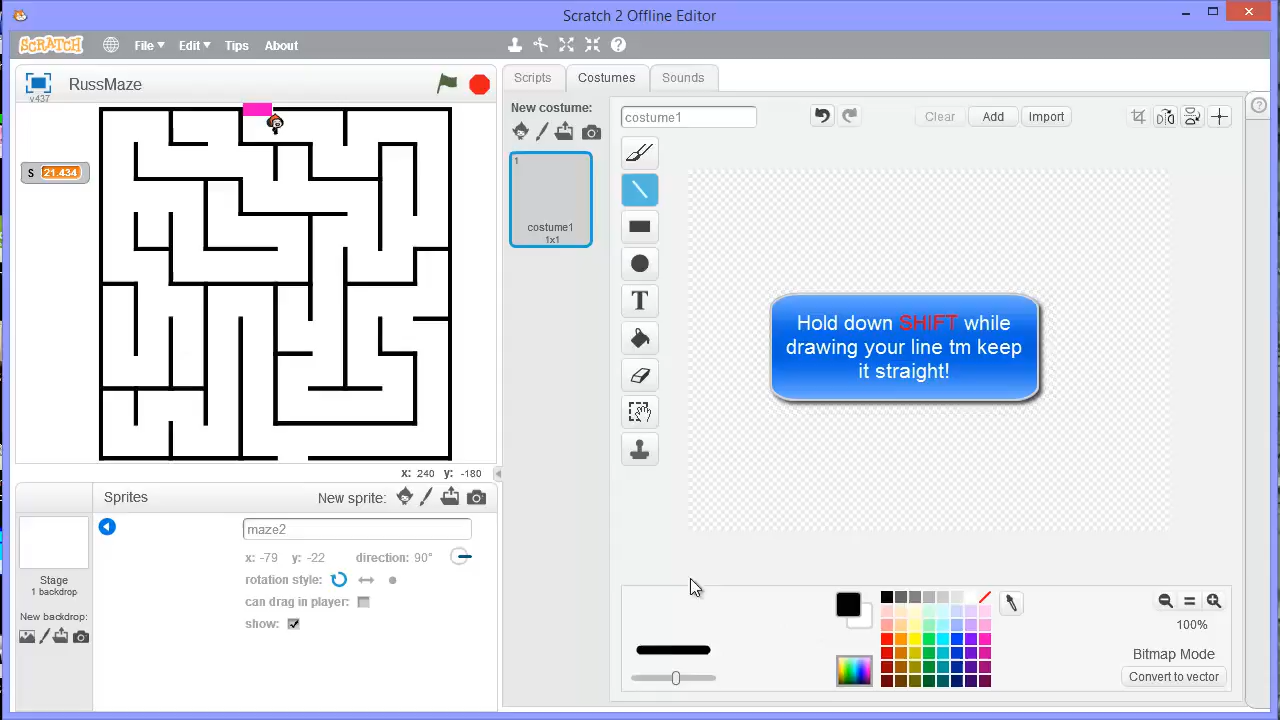 Scratch 2 Offline Editor
SCRATCH File Edit Tips About
v437
RussMaze
Scripts Costumes Sounds
New costume:
costume1
Clear Add Import
1
costume1
1x1
S 21.434
T
Hold down SHIFT while
drawing your line tm keep
it straight!
x: 240 y: -180
Sprites New sprite:
maze2
x: -79 y: -22 direction: 90°
rotation style:
can drag in player:
show:
Stage
1 backdrop
New backdrop:
100%
Bitmap Mode
Convert to vector